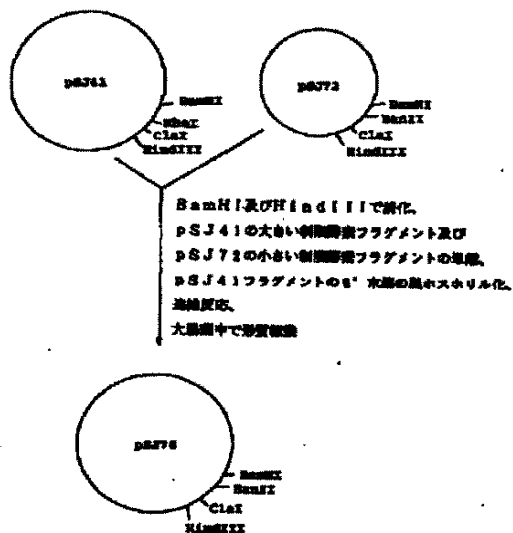 pSJ41
BamHI
XbaI
ClaI
HindIII
pSJ72
BamHI
BanII
ClaI
HindIII
BamHI及びHindIIIで消化、
pSJ41の大きい制限酵素フラグメント及び
pSJ72の小さい制限酵素フラグメントの単離、
pSJ41フラグメントの5'末端の脱ホスホリル化、
連結反応、
大腸菌中で形質転換
BamHI
BanII
ClaI
HindIII